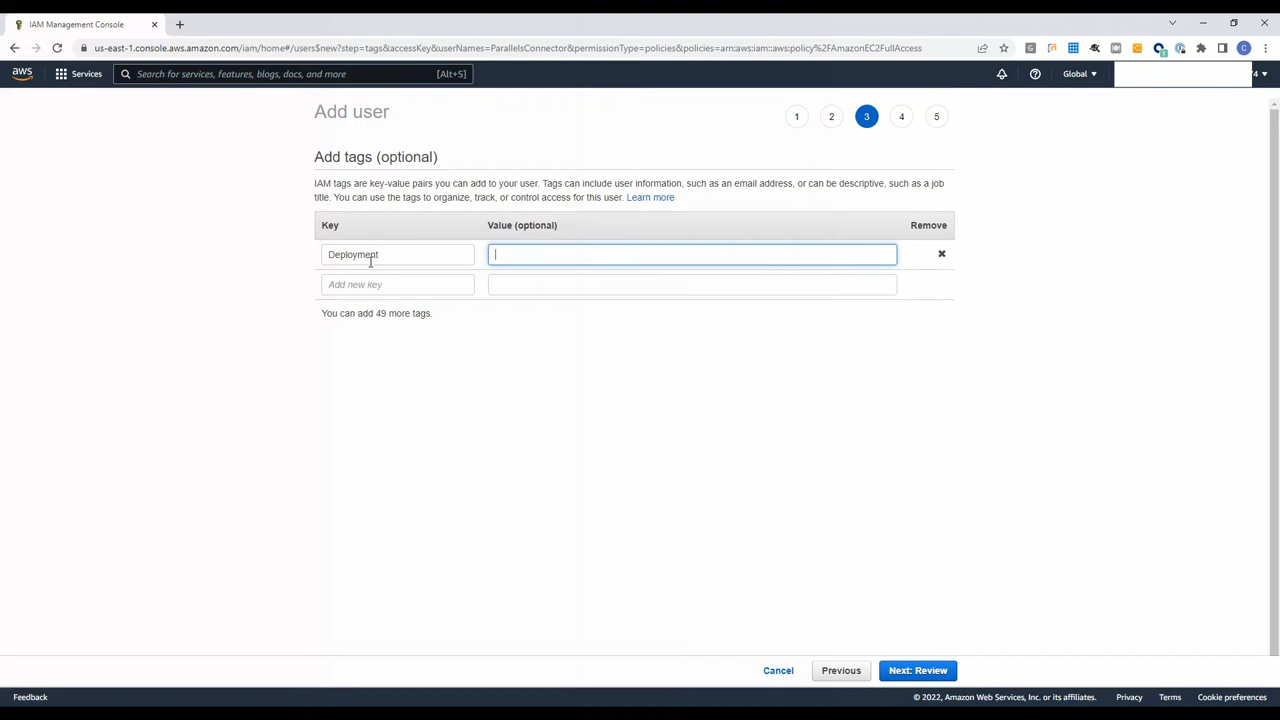 IAM Management Console
us-east-1.console.aws.amazon.com/iam/home#/users$new?step=tags&accessKey&userNames=ParallelsConnector&permissionType=policies&policies=arn:aws:iam:aws:policy%2FAmazonEC2FullAccess
aws Services Search for services, features, blogs, docs, and more [Alt+S] Global /4
Add user 1 2 3 4 5
Add tags (optional)
IAM tags are key-value pairs you can add to your user. Tags can include user information, such as an email address, or can be descriptive, such as a job
title. You can use the tags to organize, track, or control access for this user. Learn more
Key Value (optional) Remove
Deployment
Add new key
You can add 49 more tags.
Cancel Previous Next: Review
Feedback © 2022, Amazon Web Services, Inc. or its affiliates. Privacy Terms Cookie preferences